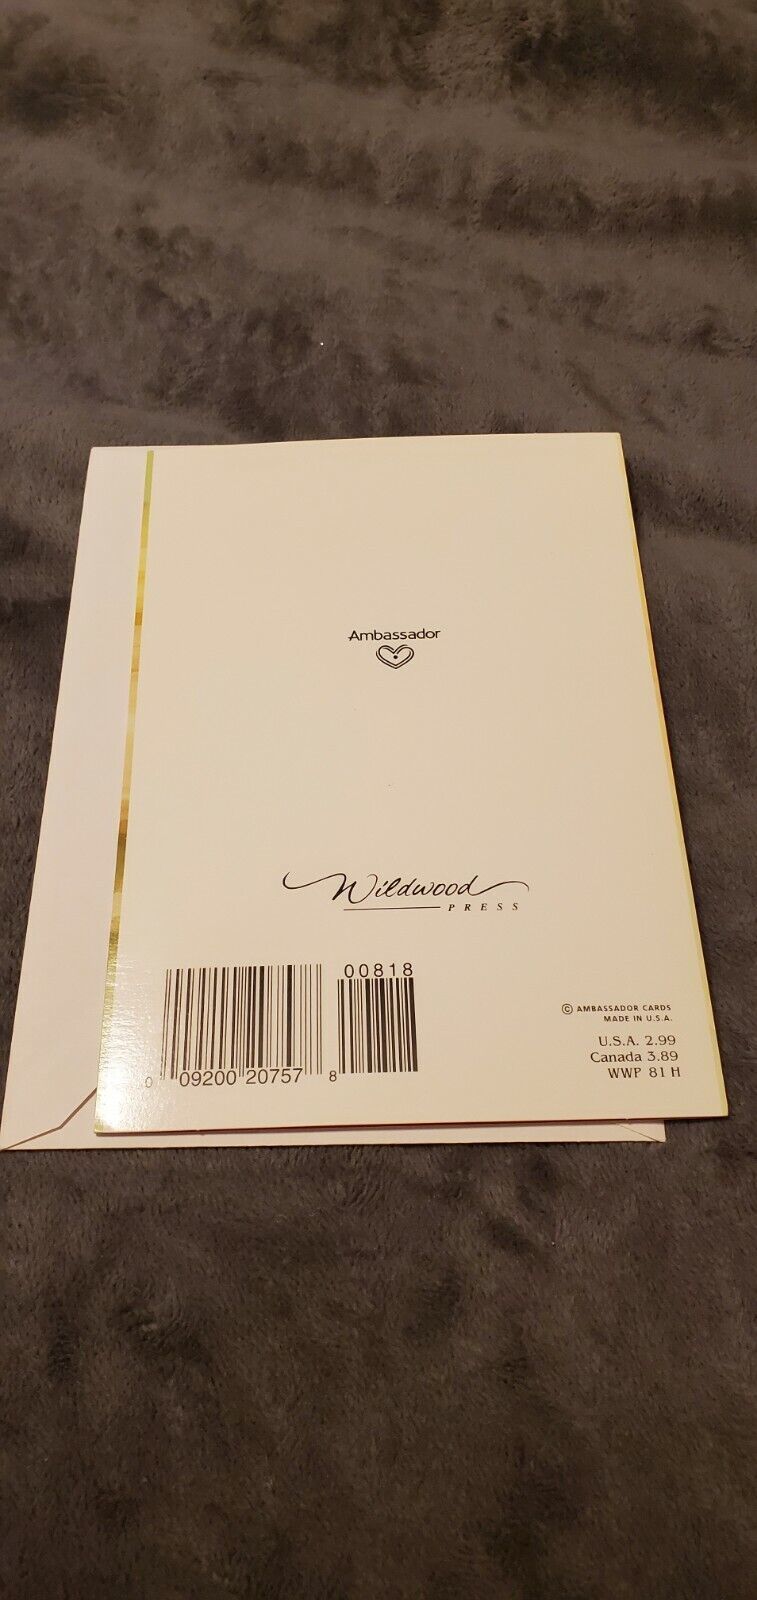 Ambassador
Wildwood
PRESS
00818
0 09200 20757 8
© AMBASSADOR CARDS
MADE IN U.S.A.
U.S.A. 2.99
Canada 3.89
WWP 81 H